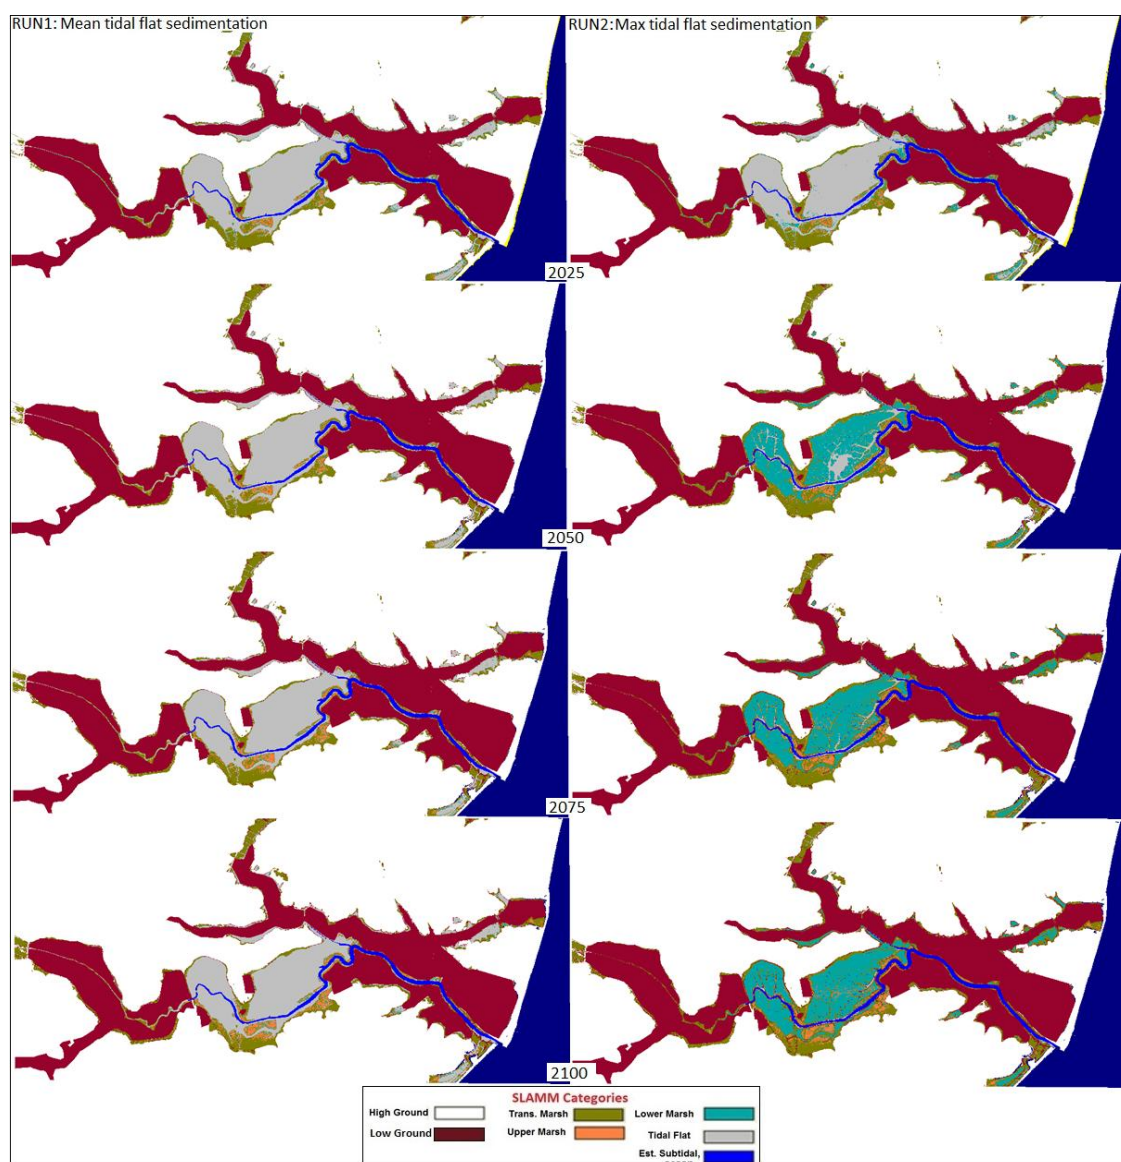 RUN1: Mean tidal flat sedimentation
RUN2:Max tidal flat sedimentation
2025
2050
2075
2100
SLAMM Categories
High Ground
Trans. Marsh
Lower Marsh
Low Ground
Upper Marsh
Tidal Flat
Est. Subtidal,